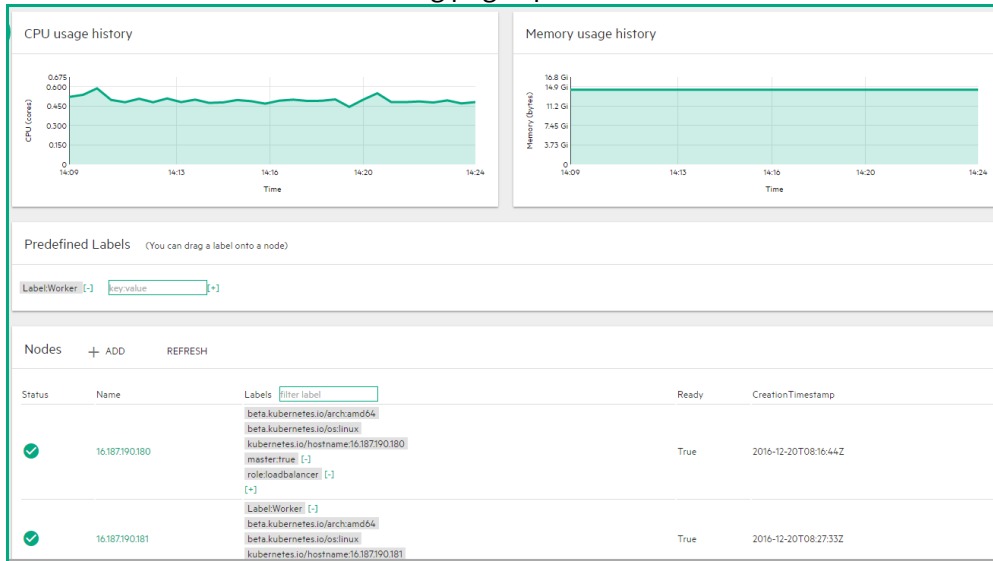 CPU usage history
0.675
0.600
0.450
0.300
0.150
0
CPU (cores)
14:09 14:13 14:16 14:20 14:24
Time
Memory usage history
16.8 Gi
14.9 Gi
11.2 Gi
7.45 Gi
3.73 Gi
0
Memory (bytes)
14:09 14:13 14:16 14:20 14:24
Time
Predefined Labels (You can drag a label onto a node)
Label:Worker [-] key:value [+]
Nodes + ADD REFRESH
Status Name Labels filter label Ready CreationTimestamp
beta.kubernetes.io/arch:amd64
beta.kubernetes.io/os:linux
kubernetes.io/hostname:16.187.190.180
16.187.190.180 master:true [-] True 2016-12-20T08:16:44Z
role:loadbalancer [-]
[+]
Label:Worker [-]
beta.kubernetes.io/arch:amd64
16.187.190.181 beta.kubernetes.io/os:linux True 2016-12-20T08:27:33Z
kubernetes.io/hostname:16.187.190.181